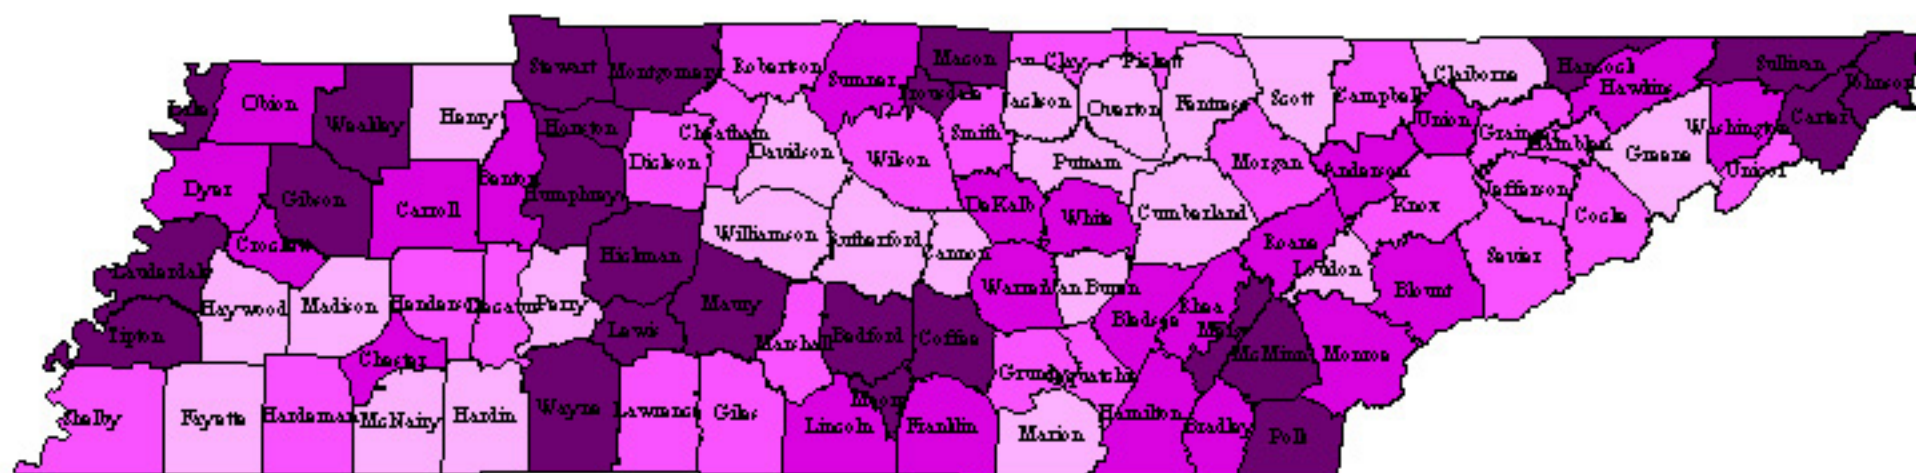 Stewart
Montgomery
Robertson
Sumner
Macon
Clay
Pickett
Scott
Campbell
Claiborne
Hancock
Hawkins
Sullivan
Johnson
Lake
Obion
Weakley
Henry
Houston
Cheatham
Trousdale
Smith
Jackson
Overton
Fentress
Union
Grainger
Hamblen
Greene
Washington
Carter
Dyer
Gibson
Carroll
Benton
Humphreys
Dickson
Davidson
Wilson
Putnam
Morgan
Anderson
Knox
Jefferson
Cocke
Unicoi
Crockett
Williamson
Rutherford
Cannon
DeKalb
White
Cumberland
Roane
Loudon
Sevier
Lauderdale
Haywood
Madison
Henderson
Decatur
Perry
Hickman
Maury
Warren
Van Buren
Bledsoe
Rhea
Meigs
Blount
Tipton
Chester
Lewis
Marshall
Bedford
Coffee
Grundy
Sequatchie
McMinn
Monroe
Shelby
Fayette
Hardeman
McNairy
Hardin
Wayne
Lawrence
Giles
Lincoln
Moore
Franklin
Marion
Hamilton
Bradley
Polk